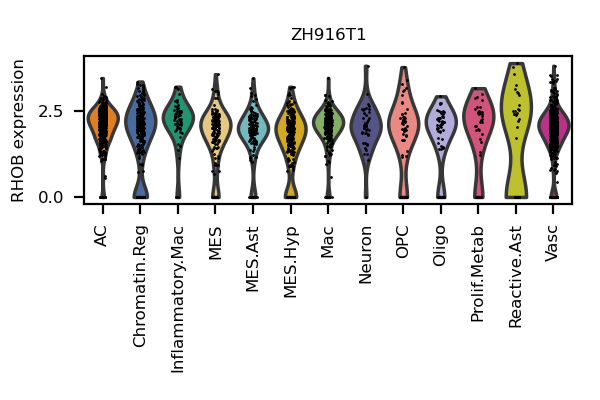 ZH916T1
RHOB expression
2.5
0.0
AC
Chromatin.Reg
Inflammatory.Mac
MES
MES.Ast
MES.Hyp
Mac
Neuron
OPC
Oligo
Prolif.Metab
Reactive.Ast
Vasc